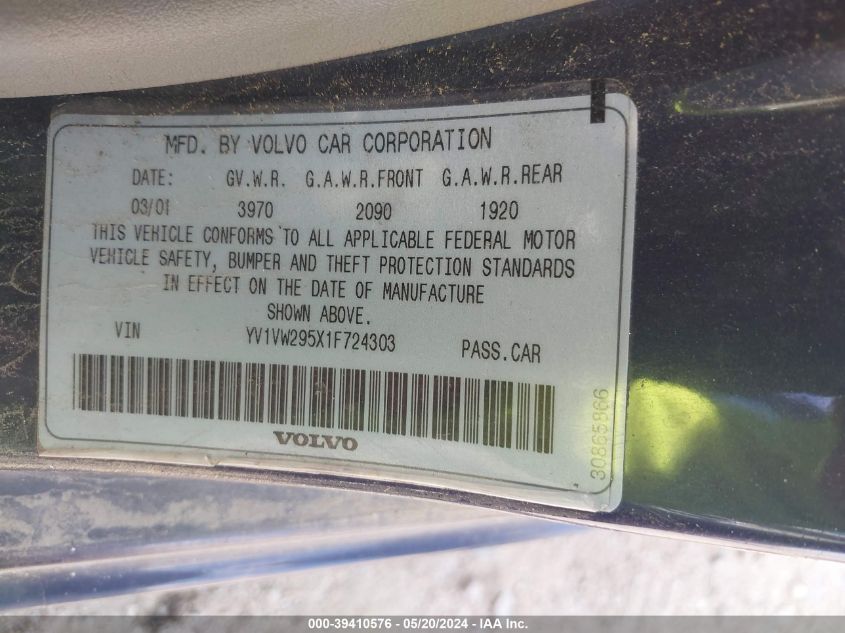 MFD. BY VOLVO CAR CORPORATION
DATE: GV.W.R. G.A.W.R.FRONT G.A.W.R.REAR
03/01 3970 2090 1920
THIS VEHICLE CONFORMS TO ALL APPLICABLE FEDERAL MOTOR
VEHICLE SAFETY, BUMPER AND THEFT PROTECTION STANDARDS
IN EFFECT ON THE DATE OF MANUFACTURE
SHOWN ABOVE.
VIN YV1VW295X1F724303 PASS.CAR
VOLVO
30865866
000-39410576 - 05/20/2024 - IAA Inc.